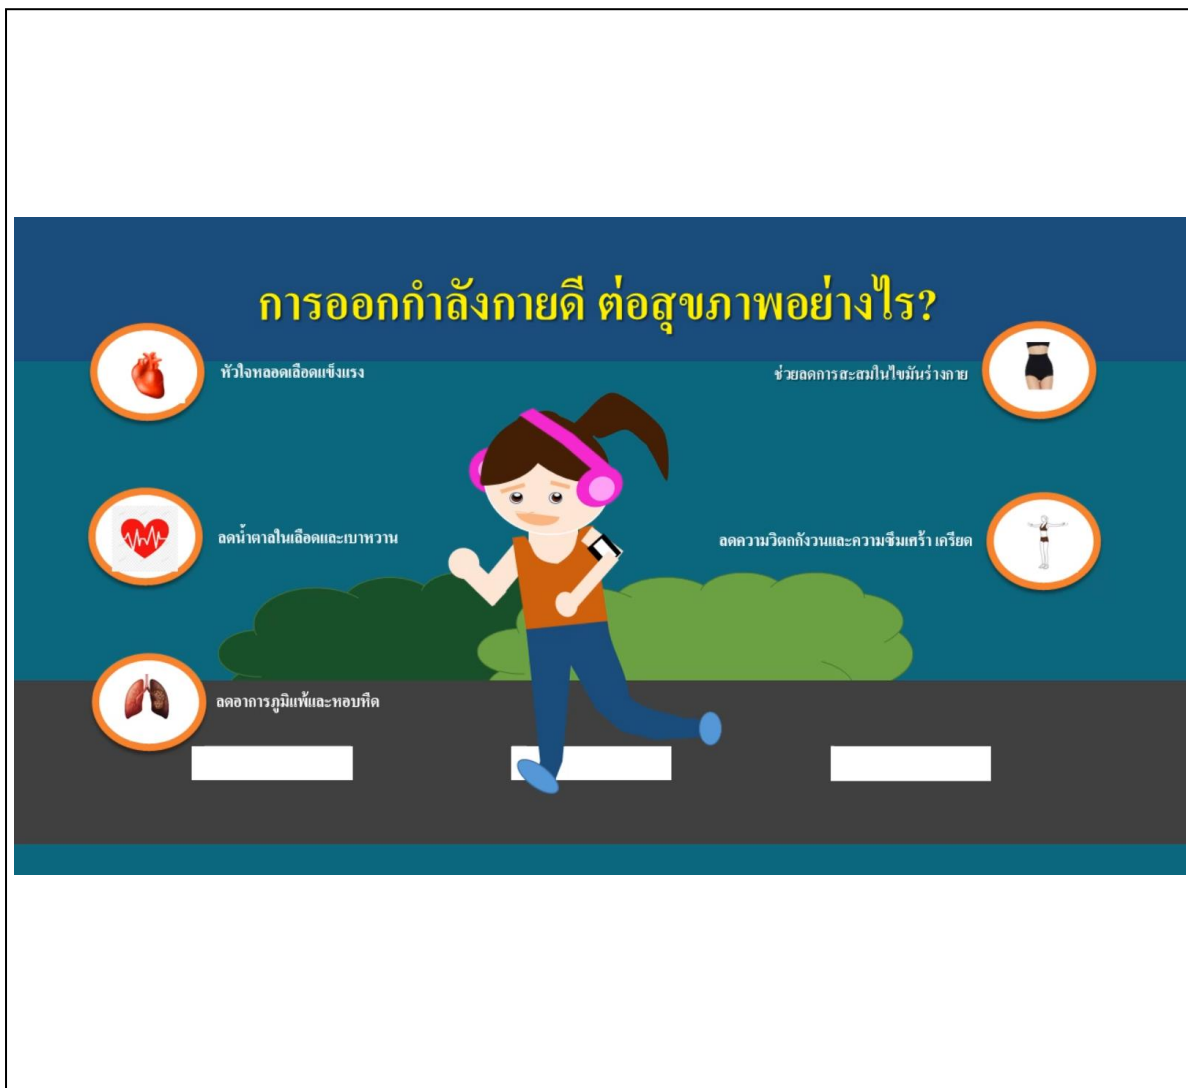 การออกกำลังกายดี ต่อสุขภาพอย่างไร?
หัวใจหลอดเลือดแข็งแรง
ช่วยลดการสะสมในไขมันร่างกาย
ลดน้ำตาลในเลือดและเบาหวาน
ลดความวิตกกังวนและความซึมเศร้า เครียด
ลดอาการภูมิแพ้และหอบหืด